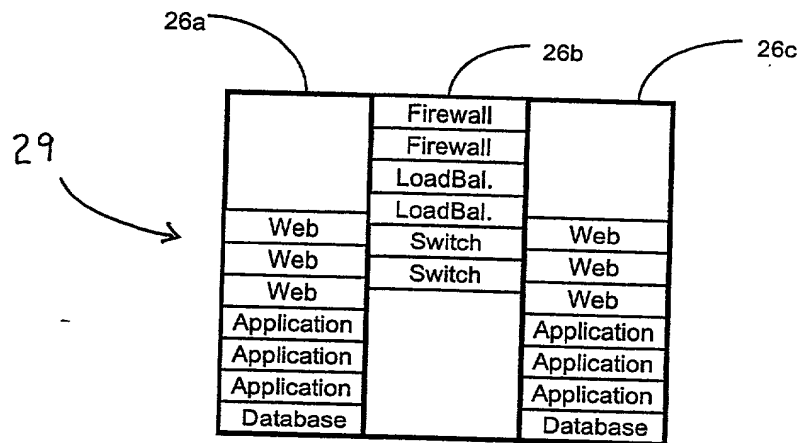 26a
26b
26c
29
Firewall
Firewall
LoadBal.
LoadBal.
Switch
Switch
Web
Web
Web
Application
Application
Application
Database
Web
Web
Web
Application
Application
Application
Database